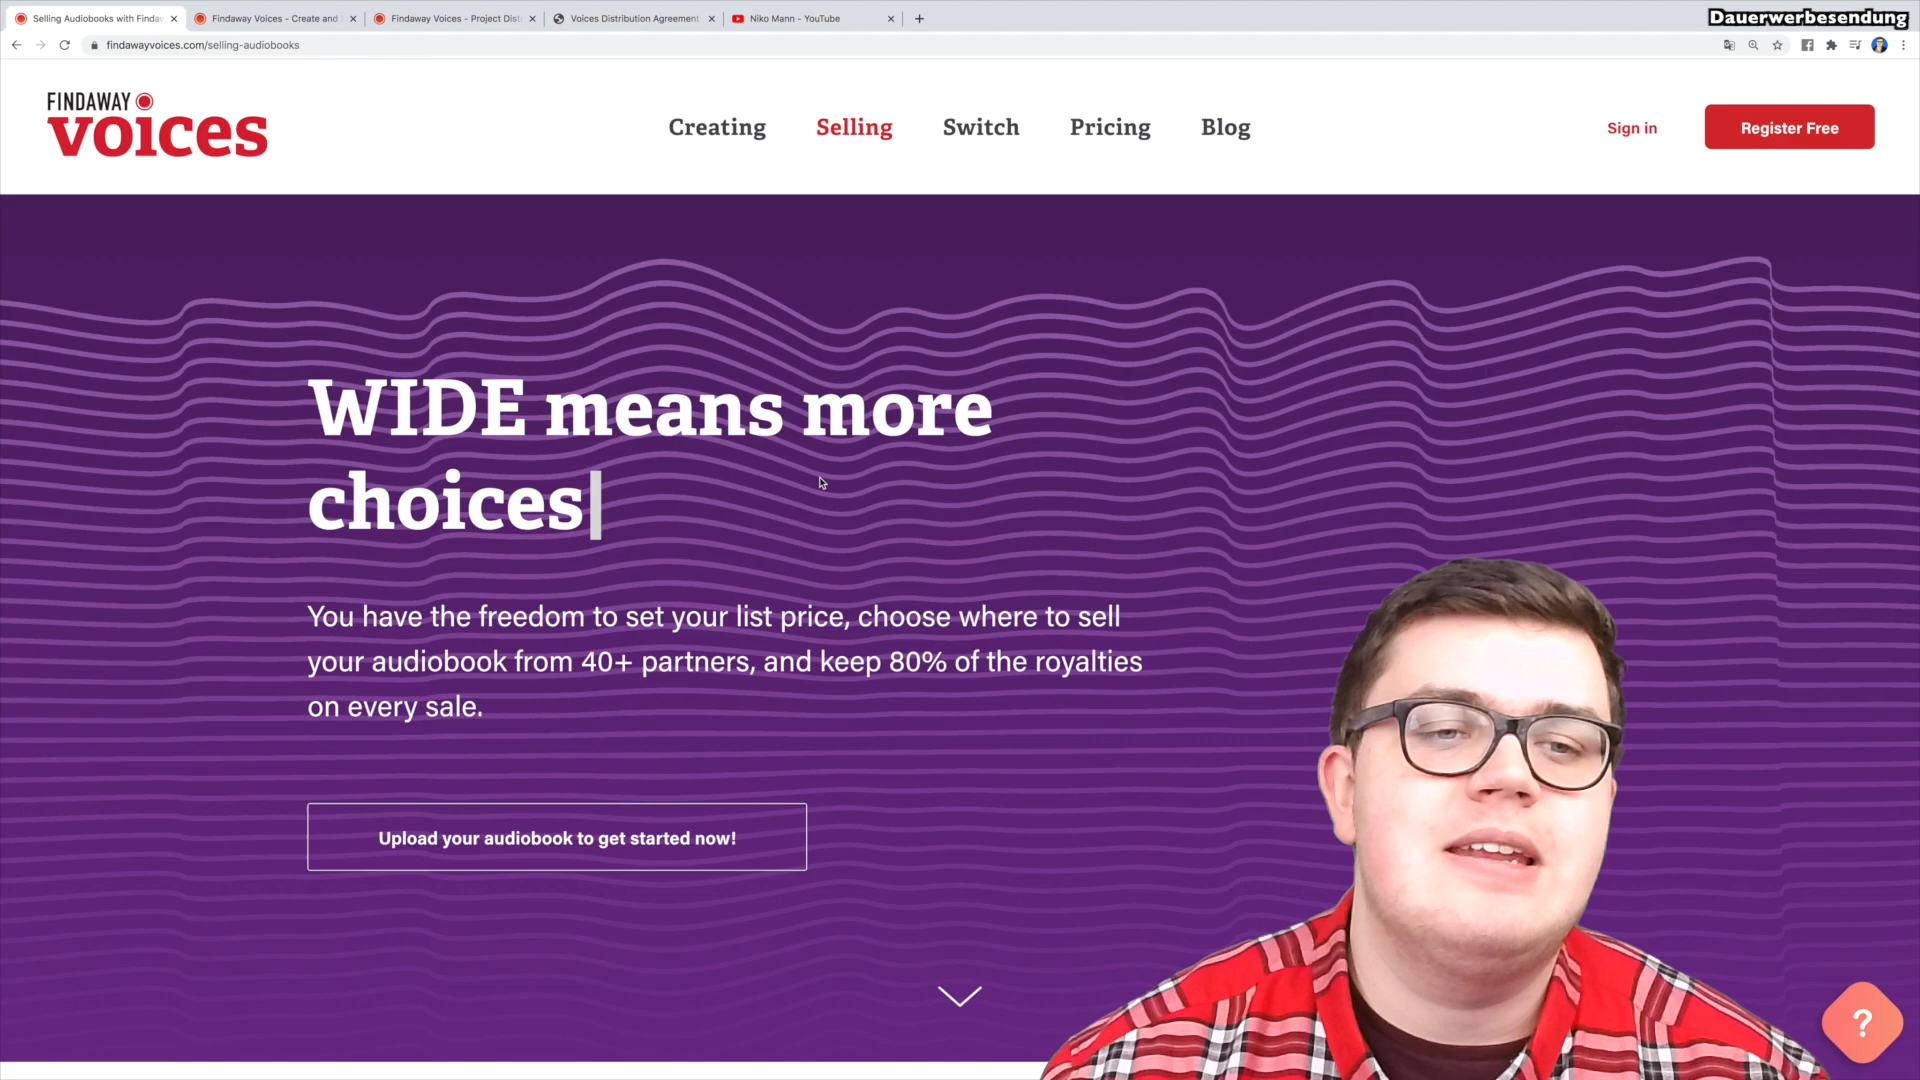 Selling Audiobooks with Findaw
Findaway Voices - Create and S
Findaway Voices - Project Dist
Voices Distribution Agreement
Niko Mann - YouTube
Dauerwerbesendung
findawayvoices.com/selling-audiobooks
FINDAWAY
voices
Creating
Selling
Switch
Pricing
Blog
Sign in
Register Free
WIDE means more
choices
You have the freedom to set your list price, choose where to sell
your audiobook from 40+ partners, and keep 80% of the royalties
on every sale.
Upload your audiobook to get started now!
?